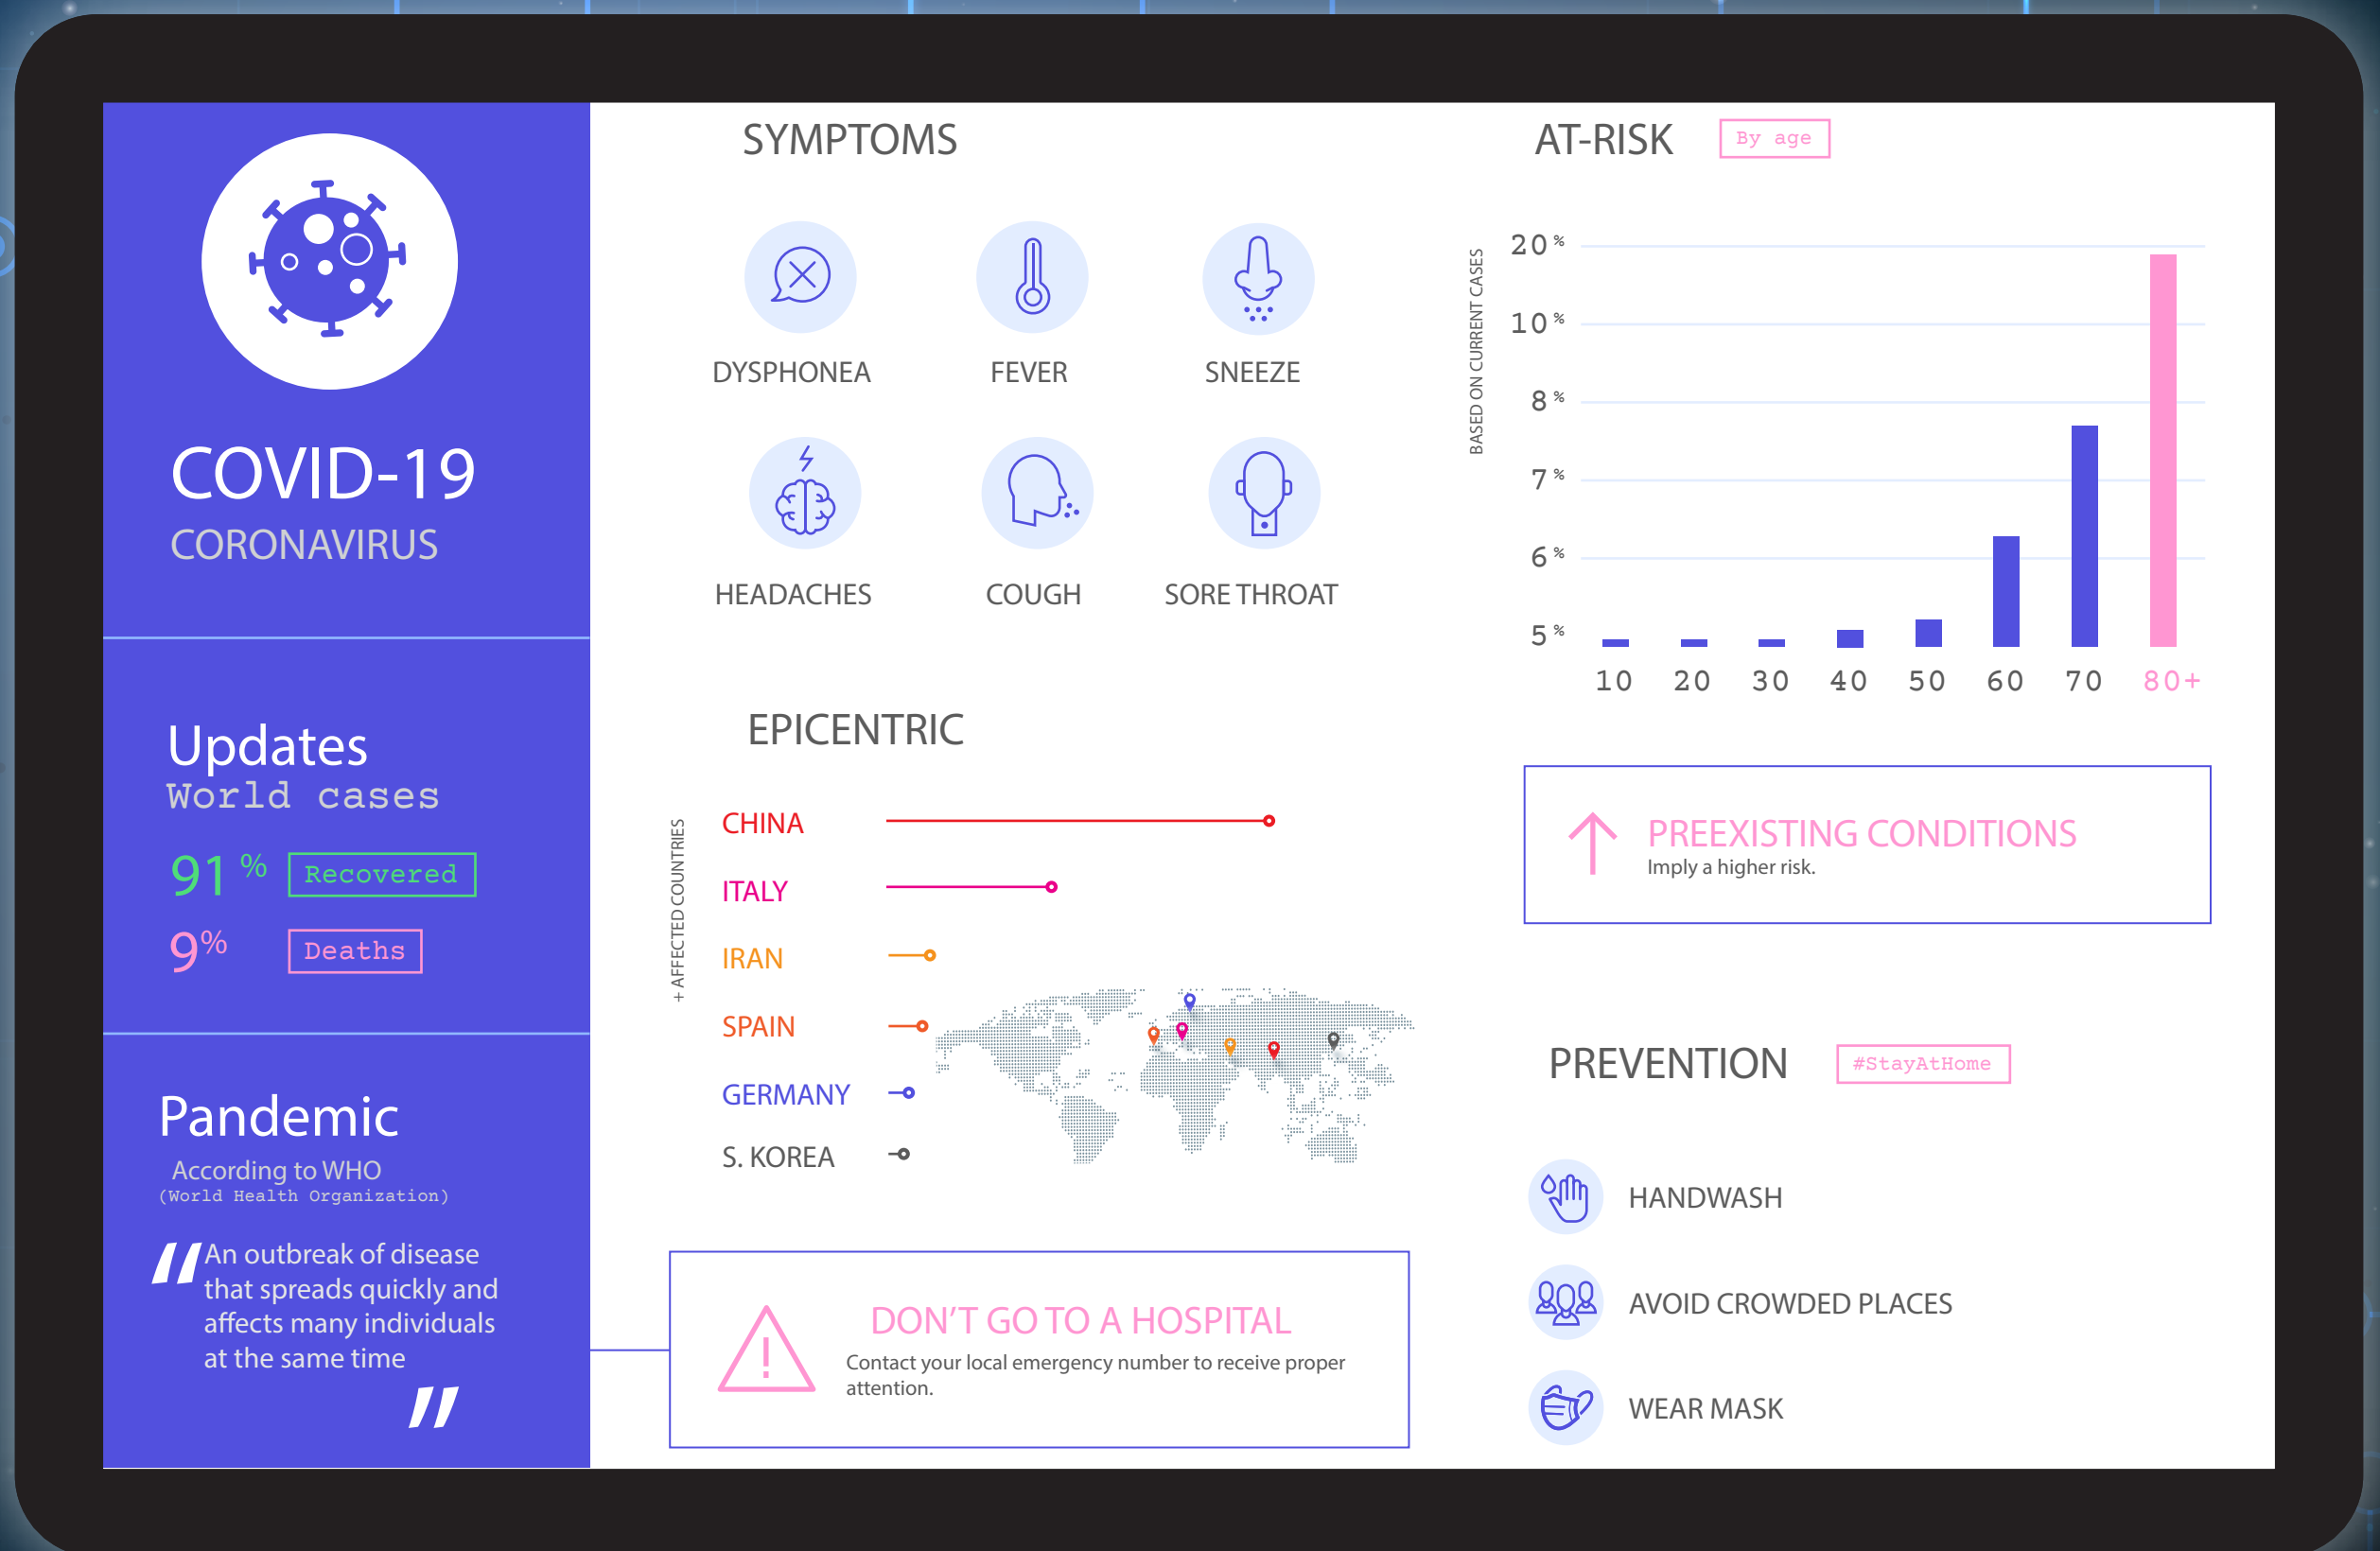 COVID-19
CORONAVIRUS
Updates
World cases
91 % Recovered
9% Deaths
Pandemic
According to WHO
(World Health Organization)
“An outbreak of disease
that spreads quickly and
affects many individuals
at the same time
”
SYMPTOMS
DYSPHONEA
FEVER
SNEEZE
HEADACHES
COUGH
SORE THROAT
EPICENTRIC
+ AFFECTED COUNTRIES
CHINA
ITALY
IRAN
SPAIN
GERMANY
S. KOREA
DON’T GO TO A HOSPITAL
Contact your local emergency number to receive proper
attention.
AT-RISK
By age
BASED ON CURRENT CASES
20%
10%
8%
7%
6%
5%
10 20 30 40 50 60 70 80+
PREEXISTING CONDITIONS
Imply a higher risk.
PREVENTION
#StayAtHome
HANDWASH
AVOID CROWDED PLACES
WEAR MASK